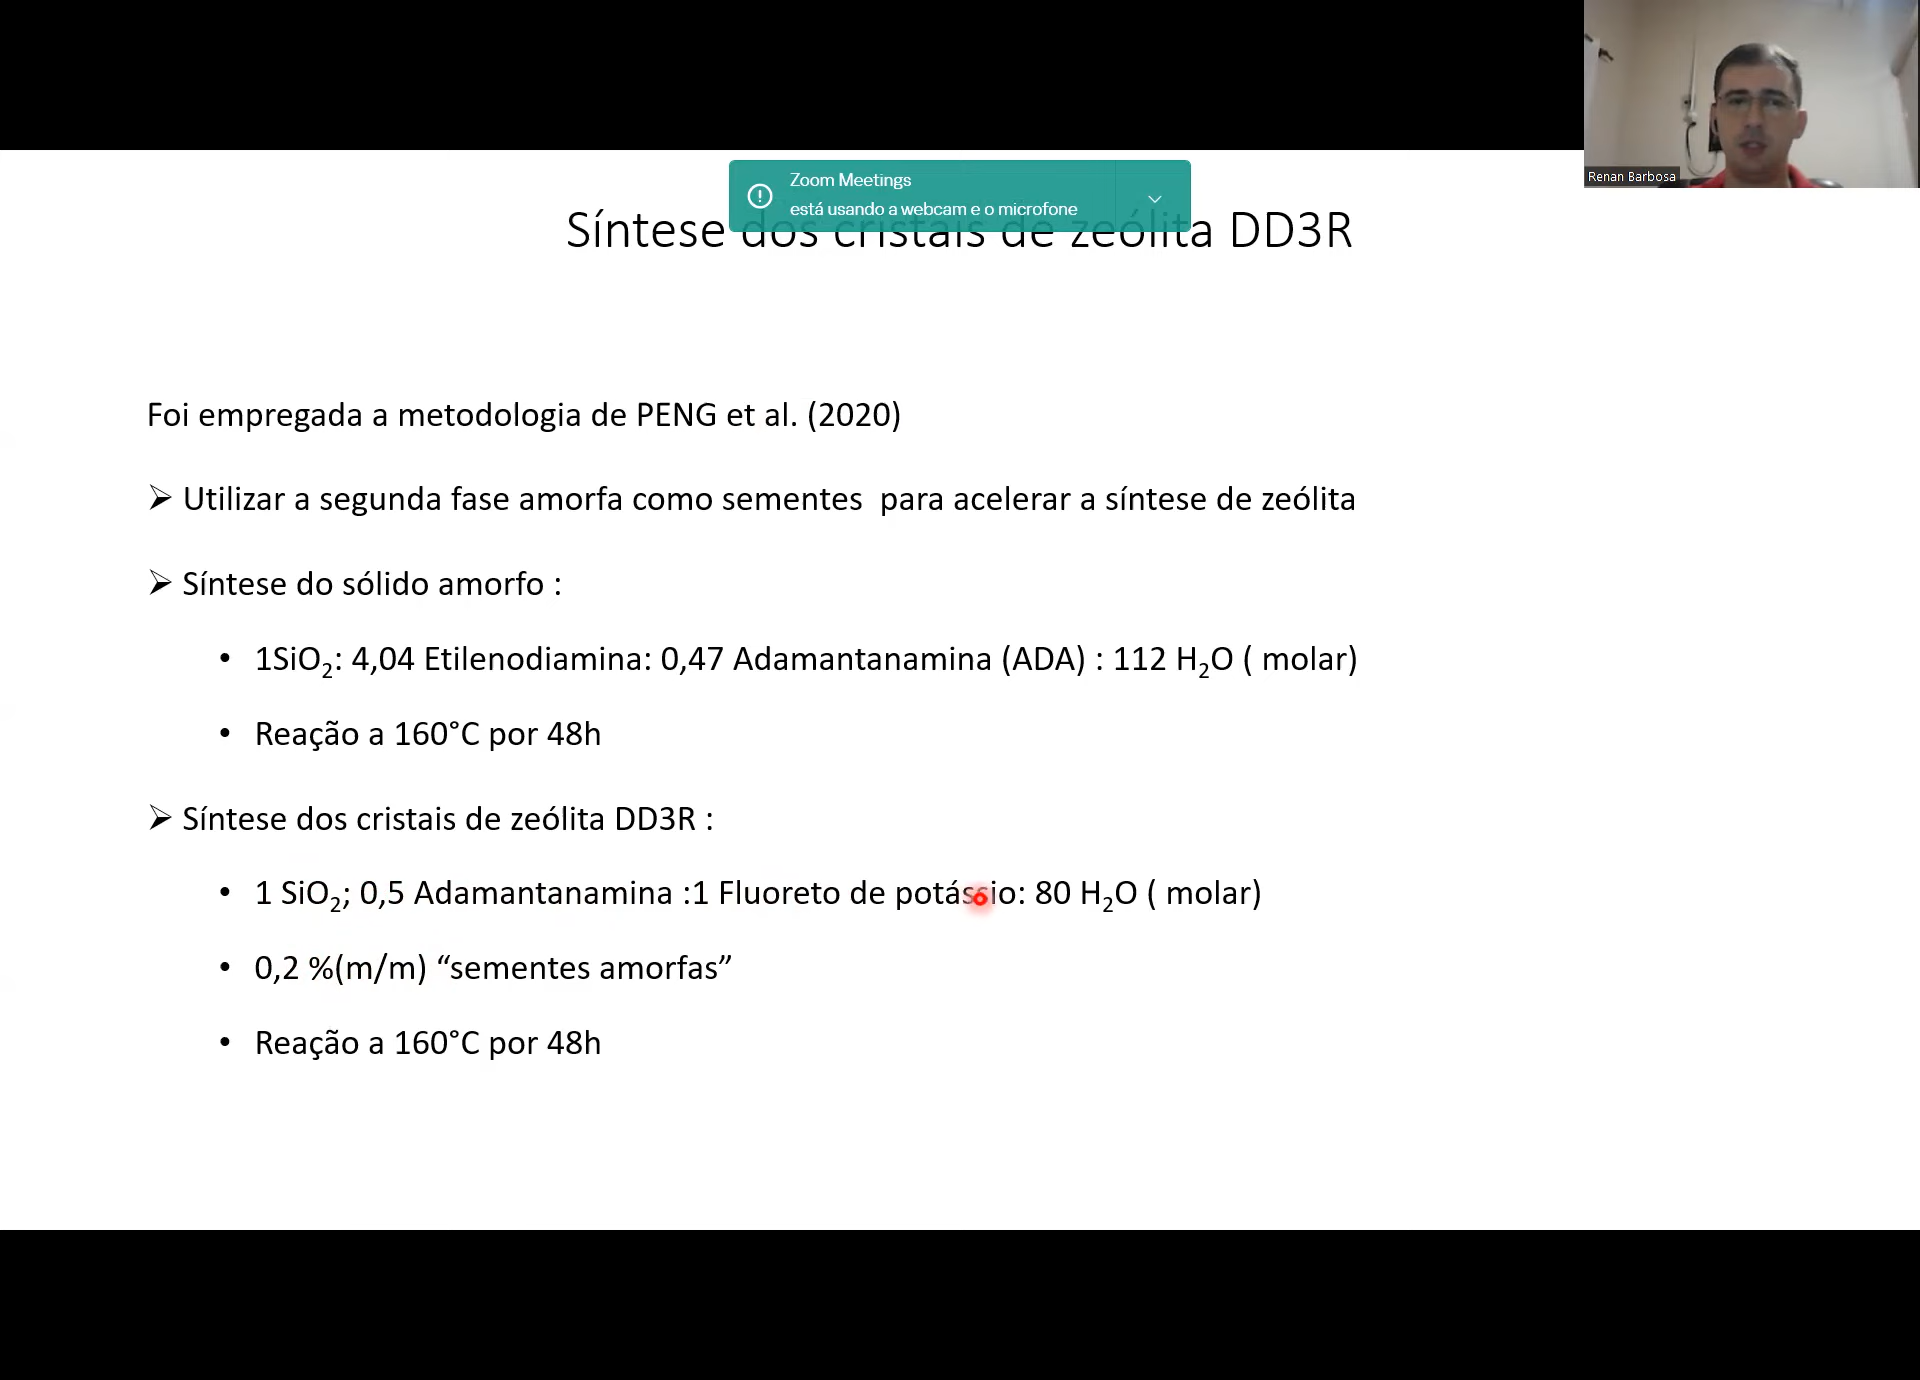 Renan Barbosa
Zoom Meetings
está usando a webcam e o microfone
Síntese dos cristais de zeólita DD3R
Foi empregada a metodologia de PENG et al. (2020)
➢ Utilizar a segunda fase amorfa como sementes  para acelerar a síntese de zeólita
➢ Síntese do sólido amorfo :
• 1SiO₂: 4,04 Etilenodiamina: 0,47 Adamantanamina (ADA) : 112 H₂O ( molar)
• Reação a 160°C por 48h
➢ Síntese dos cristais de zeólita DD3R :
• 1 SiO₂; 0,5 Adamantanamina :1 Fluoreto de potássio: 80 H₂O ( molar)
• 0,2 %(m/m) “sementes amorfas”
• Reação a 160°C por 48h